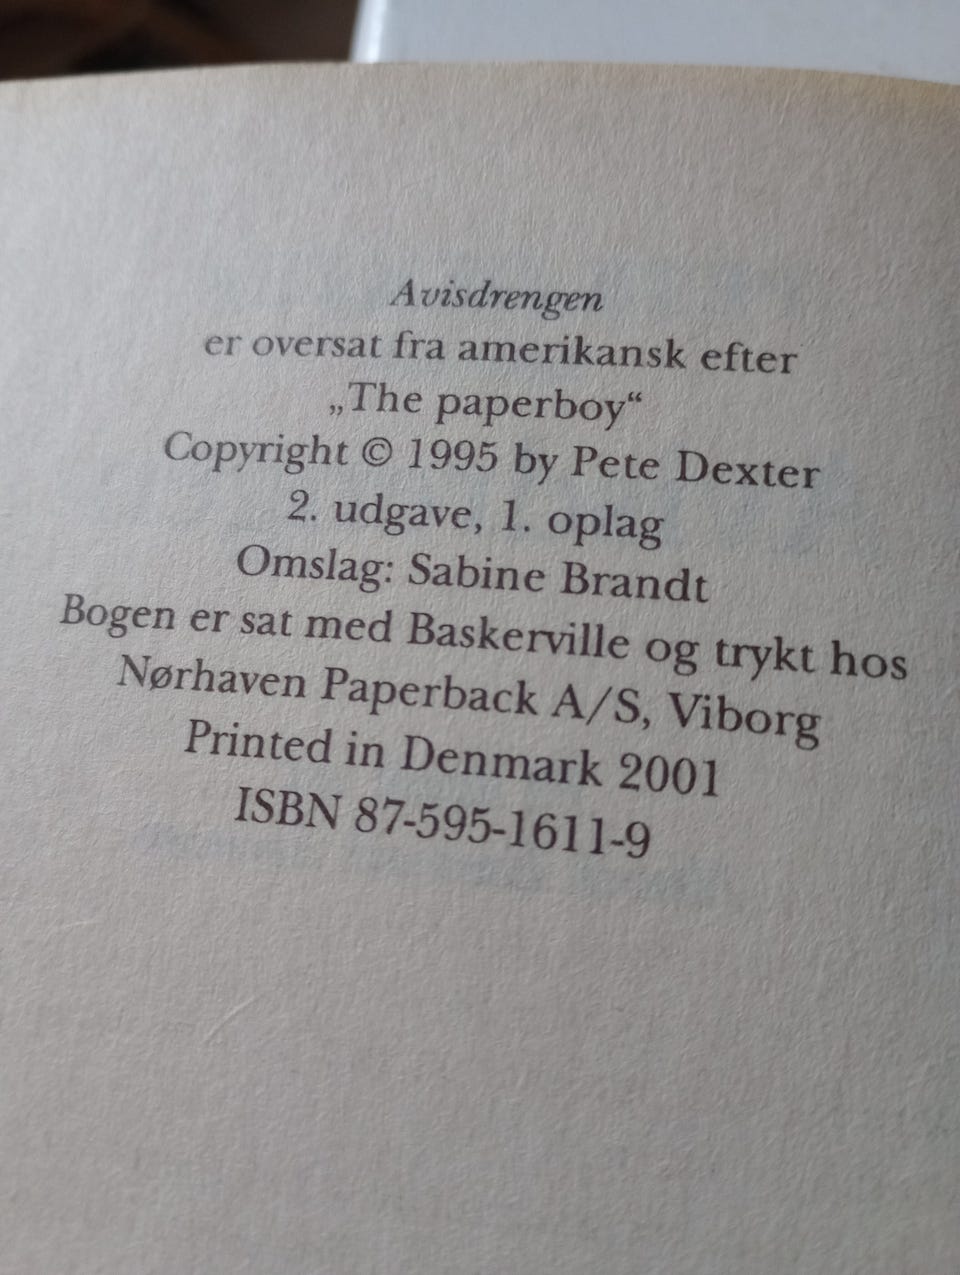 Avisdrengen
er oversat fra amerikansk efter
„The paperboy“
Copyright © 1995 by Pete Dexter
2. udgave, 1. oplag
Omslag: Sabine Brandt
Bogen er sat med Baskerville og trykt hos
Nørhaven Paperback A/S, Viborg
Printed in Denmark 2001
ISBN 87-595-1611-9